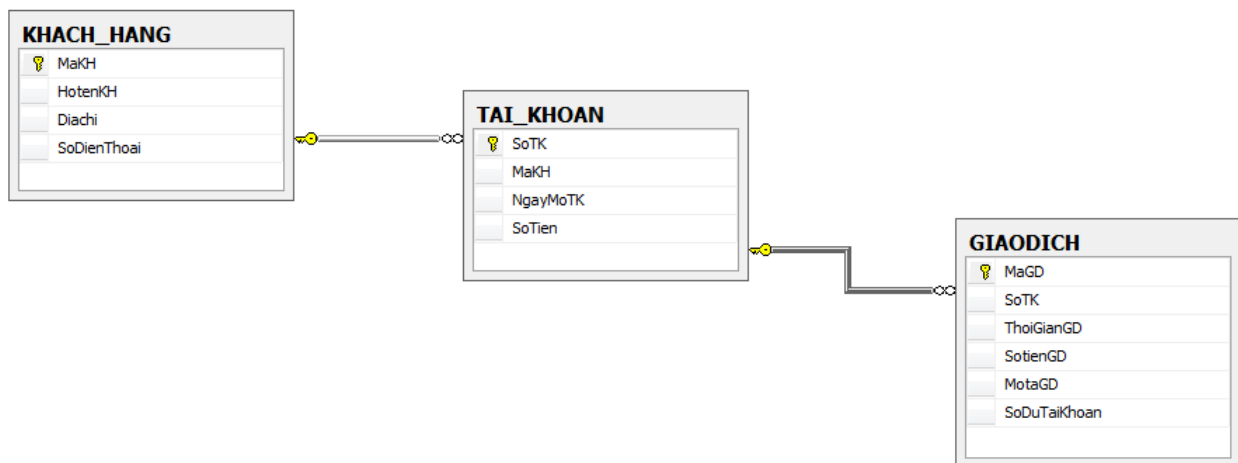 KHACH_HANG
MaKH
HotenKH
Diachi
SoDienThoai
TAI_KHOAN
SoTK
MaKH
NgayMoTK
SoTien
GIAODICH
MaGD
SoTK
ThoiGianGD
SotienGD
MotaGD
SoDuTaiKhoan